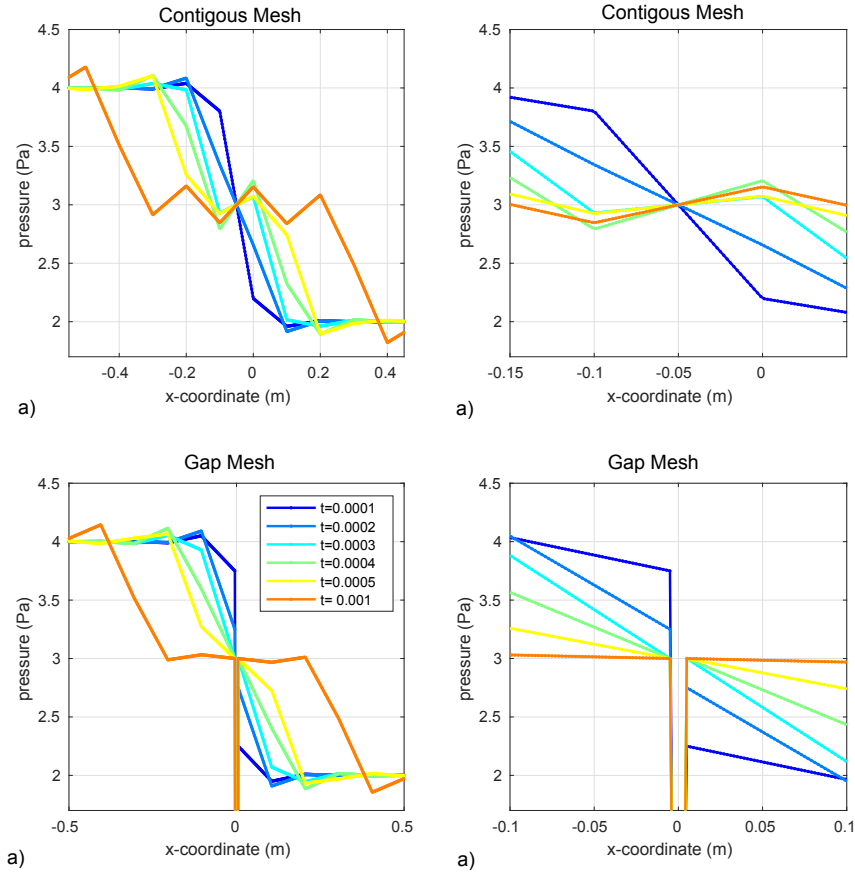 Contigous Mesh
4.5
4
3.5
3
2.5
2
pressure (Pa)
-0.4 -0.2 0 0.2 0.4
x-coordinate (m)
a)
Contigous Mesh
4.5
4
3.5
3
2.5
2
pressure (Pa)
-0.15 -0.1 -0.05 0
x-coordinate (m)
a)
Gap Mesh
4.5
4
3.5
3
2.5
2
pressure (Pa)
t=0.0001
t=0.0002
t=0.0003
t=0.0004
t=0.0005
t= 0.001
-0.5 0 0.5
x-coordinate (m)
a)
Gap Mesh
4.5
4
3.5
3
2.5
2
pressure (Pa)
-0.1 -0.05 0 0.05 0.1
x-coordinate (m)
a)